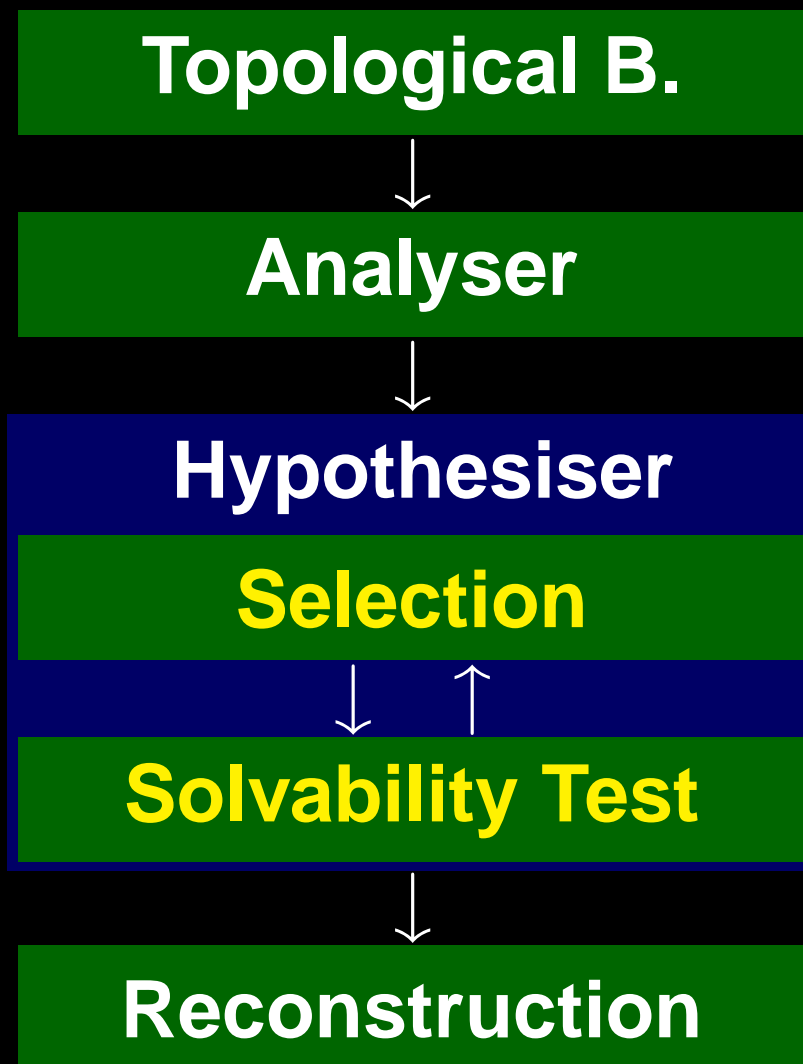 Topological B.
Analyser
Hypothesiser
Selection
Solvability Test
Reconstruction